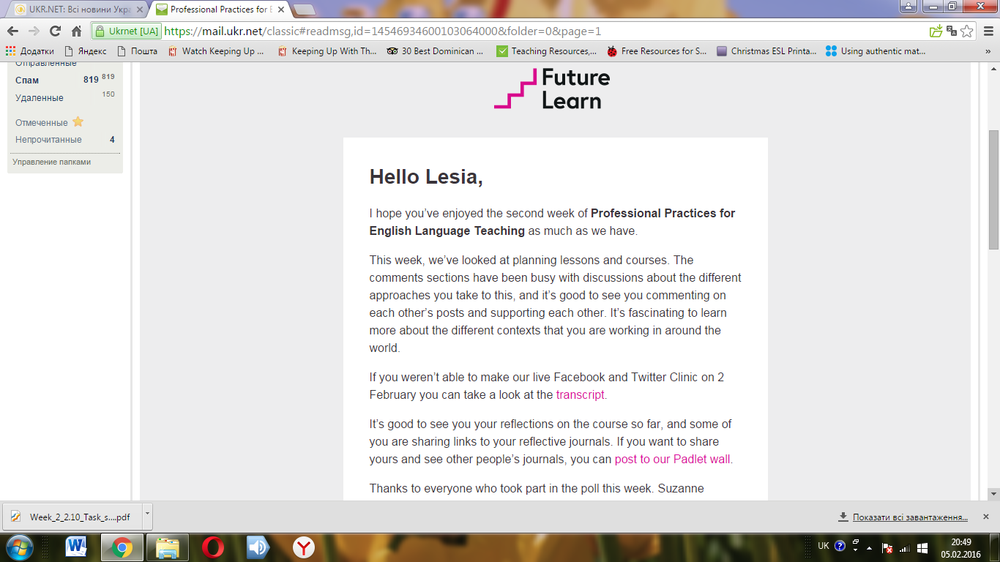 UKR.NET: Всі новини Укра
Professional Practices for E
Ukrnet [UA]
https://mail.ukr.net/classic#readmsg,id=14546934600103064000&folder=0&page=1
Додатки
Яндекс
Почта
Watch Keeping Up ...
Keeping Up With Th...
30 Best Dominican ...
Teaching Resources,...
Free Resources for S...
Christmas ESL Printa...
Using authentic mat...
»
Отправленные
Спам 819 819
Удаленные 150
Отмеченные
Непрочитанные 4
Управление папками
Future
Learn
Hello Lesia,
I hope you’ve enjoyed the second week of Professional Practices for
English Language Teaching as much as we have.
This week, we’ve looked at planning lessons and courses. The
comments sections have been busy with discussions about the different
approaches you take to this, and it’s good to see you commenting on
each other’s posts and supporting each other. It’s fascinating to learn
more about the different contexts that you are working in around the
world.
If you weren’t able to make our live Facebook and Twitter Clinic on 2
February you can take a look at the transcript.
It’s good to see you your reflections on the course so far, and some of
you are sharing links to your reflective journals. If you want to share
yours and see other people’s journals, you can post to our Padlet wall.
Thanks to everyone who took part in the poll this week. Suzanne
Week_2_2.10_Task_s....pdf
Показати всі завантаження...
UK
20:49
05.02.2016